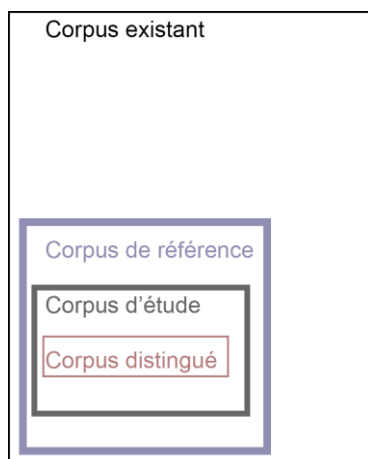 Corpus existant
Corpus de référence
Corpus d’étude
Corpus distingué